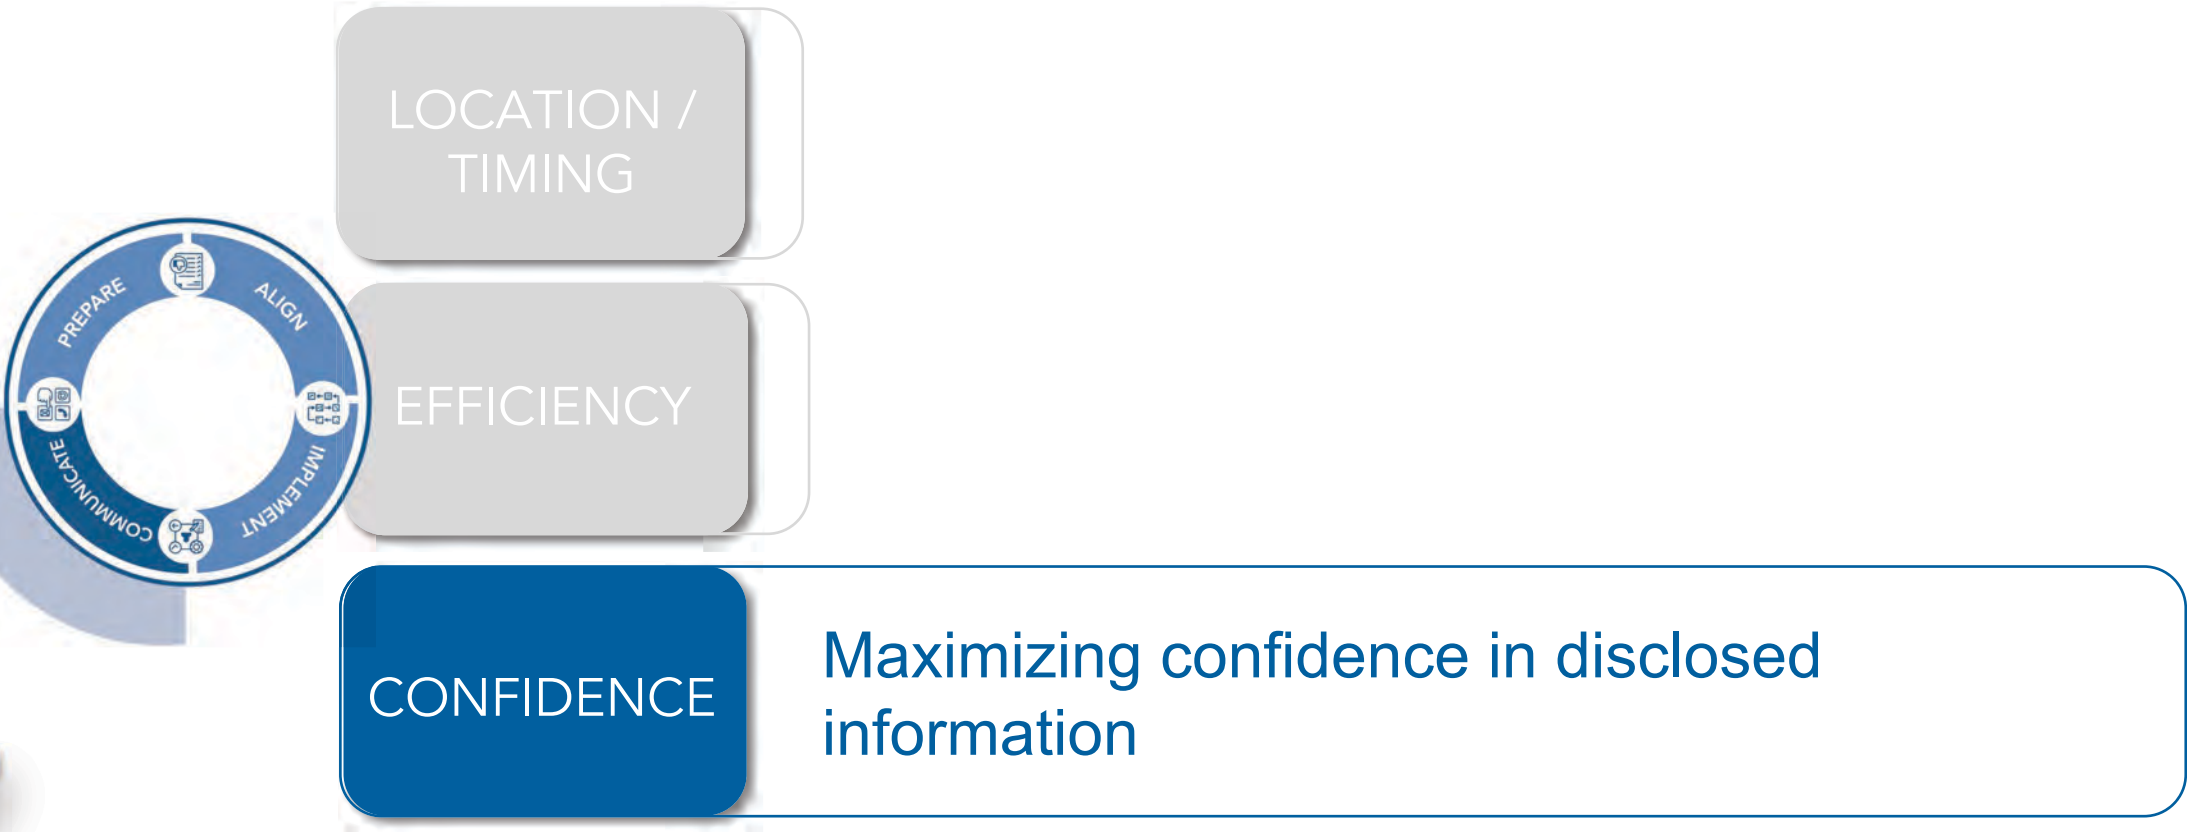 LOCATION /
TIMING
PREPARE
ALIGN
EFFICIENCY
COMMUNICATE
IMPLEMENT
CONFIDENCE
Maximizing confidence in disclosed
information